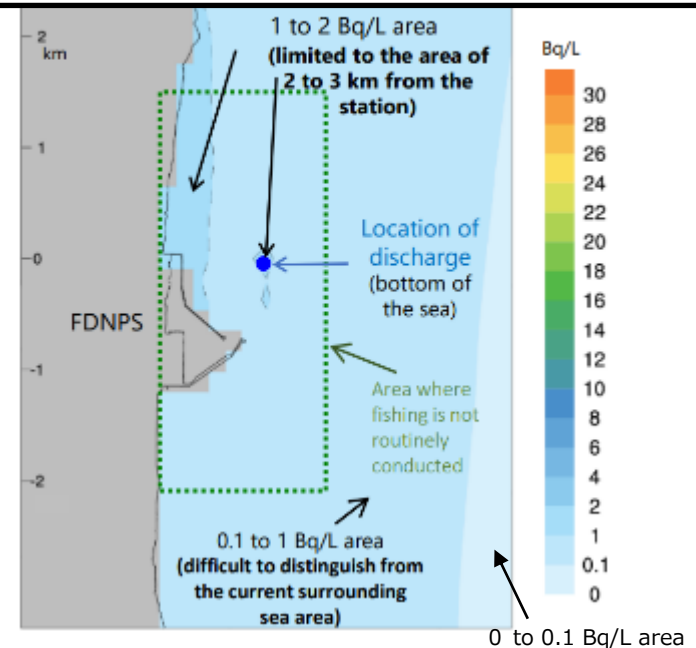 1 to 2 Bq/L area
(limited to the area of
2 to 3 km from the
station)
2
km
1
0
-1
-2
Location of
discharge
(bottom of
the sea)
FDNPS
Area where
fishing is not
routinely
conducted
0.1 to 1 Bq/L area
(difficult to distinguish from
the current surrounding
sea area)
0 to 0.1 Bq/L area
Bq/L
30
28
26
24
22
20
18
16
14
12
10
8
6
4
2
1
0.1
0